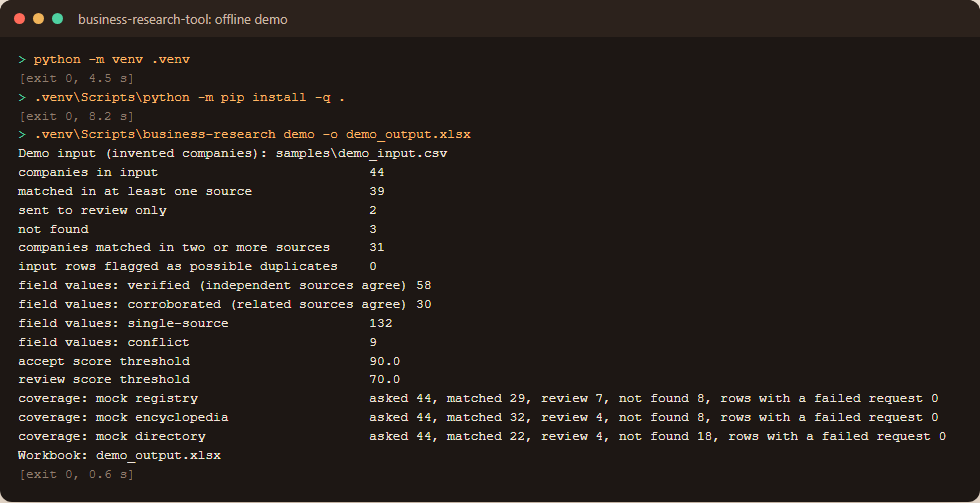 business-research-tool: offline demo
> python -m venv .venv
[exit 0, 4.5 s]
> .venv\Scripts\python -m pip install -q .
[exit 0, 8.2 s]
> .venv\Scripts\business-research demo -o demo_output.xlsx
Demo input (invented companies): samples\demo_input.csv
companies in input 44
matched in at least one source 39
sent to review only 2
not found 3
companies matched in two or more sources 31
input rows flagged as possible duplicates 0
field values: verified (independent sources agree) 58
field values: corroborated (related sources agree) 30
field values: single-source 132
field values: conflict 9
accept score threshold 90.0
review score threshold 70.0
coverage: mock registry asked 44, matched 29, review 7, not found 8, rows with a failed request 0
coverage: mock encyclopedia asked 44, matched 32, review 4, not found 8, rows with a failed request 0
coverage: mock directory asked 44, matched 22, review 4, not found 18, rows with a failed request 0
Workbook: demo_output.xlsx
[exit 0, 0.6 s]